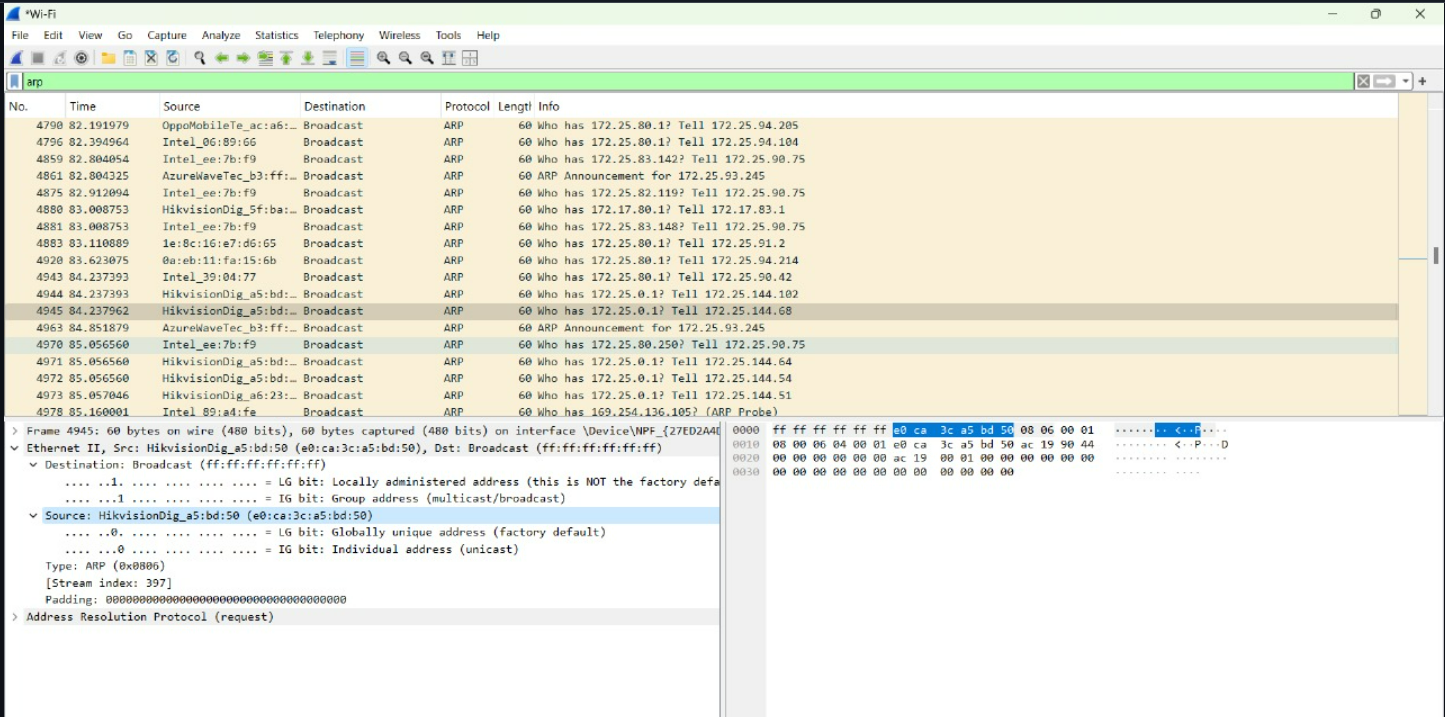 *Wi-Fi
File Edit View Go Capture Analyze Statistics Telephony Wireless Tools Help
arp
No. Time Source Destination Protocol Length Info
4790 82.191979 OppoMobileTe_ac:a6:… Broadcast ARP 60 Who has 172.25.80.1? Tell 172.25.94.205
4796 82.394964 Intel_06:89:66 Broadcast ARP 60 Who has 172.25.80.1? Tell 172.25.94.104
4859 82.804054 Intel_ee:7b:f9 Broadcast ARP 60 Who has 172.25.83.142? Tell 172.25.90.75
4861 82.804325 AzureWaveTec_b3:ff:… Broadcast ARP 60 ARP Announcement for 172.25.93.245
4875 82.912094 Intel_ee:7b:f9 Broadcast ARP 60 Who has 172.25.82.119? Tell 172.25.90.75
4880 83.008753 HikvisionDig_5f:ba:… Broadcast ARP 60 Who has 172.17.80.1? Tell 172.17.83.1
4881 83.008753 Intel_ee:7b:f9 Broadcast ARP 60 Who has 172.25.83.148? Tell 172.25.90.75
4883 83.110889 1e:8c:16:e7:d6:65 Broadcast ARP 60 Who has 172.25.80.1? Tell 172.25.91.2
4920 83.623075 0a:eb:11:fa:15:6b Broadcast ARP 60 Who has 172.25.80.1? Tell 172.25.94.214
4943 84.237393 Intel_39:04:77 Broadcast ARP 60 Who has 172.25.80.1? Tell 172.25.90.42
4944 84.237393 HikvisionDig_a5:bd:… Broadcast ARP 60 Who has 172.25.0.1? Tell 172.25.144.102
4945 84.237962 HikvisionDig_a5:bd:… Broadcast ARP 60 Who has 172.25.0.1? Tell 172.25.144.68
4963 84.851879 AzureWaveTec_b3:ff:… Broadcast ARP 60 ARP Announcement for 172.25.93.245
4970 85.056560 Intel_ee:7b:f9 Broadcast ARP 60 Who has 172.25.80.250? Tell 172.25.90.75
4971 85.056560 HikvisionDig_a5:bd:… Broadcast ARP 60 Who has 172.25.0.1? Tell 172.25.144.64
4972 85.056560 HikvisionDig_a5:bd:… Broadcast ARP 60 Who has 172.25.0.1? Tell 172.25.144.54
4973 85.057046 HikvisionDig_a6:23:… Broadcast ARP 60 Who has 172.25.0.1? Tell 172.25.144.51
4978 85.160001 Intel_89:a4:fe Broadcast ARP 60 Who has 169.254.136.105? (ARP Probe)
Frame 4945: 60 bytes on wire (480 bits), 60 bytes captured (480 bits) on interface \Device\NPF_{27ED2A4D
Ethernet II, Src: HikvisionDig_a5:bd:50 (e0:ca:3c:a5:bd:50), Dst: Broadcast (ff:ff:ff:ff:ff:ff)
Destination: Broadcast (ff:ff:ff:ff:ff:ff)
.... ..1. .... .... .... .... = LG bit: Locally administered address (this is NOT the factory defa
.... ...1 .... .... .... .... = IG bit: Group address (multicast/broadcast)
Source: HikvisionDig_a5:bd:50 (e0:ca:3c:a5:bd:50)
.... ..0. .... .... .... .... = LG bit: Globally unique address (factory default)
.... ...0 .... .... .... .... = IG bit: Individual address (unicast)
Type: ARP (0x0806)
[Stream index: 397]
Padding: 000000000000000000000000000000000000
Address Resolution Protocol (request)
0000 ff ff ff ff ff ff e0 ca 3c a5 bd 50 08 06 00 01 ········ <··P····
0010 08 00 06 04 00 01 e0 ca 3c a5 bd 50 ac 19 90 44 ········ <··P···D
0020 00 00 00 00 00 00 ac 19 00 01 00 00 00 00 00 00 ········ ········
0030 00 00 00 00 00 00 00 00 00 00 00 00 ········ ····